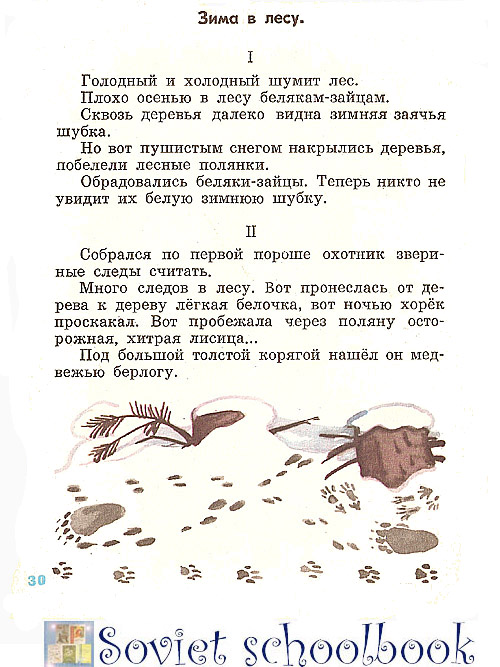 Зима в лесу.
I
Голодный и холодный шумит лес.
Плохо осенью в лесу белякам-зайцам.
Сквозь деревья далеко видна зимняя заячья
шубка.
Но вот пушистым снегом накрылись деревья,
побелели лесные полянки.
Обрадовались беляки-зайцы. Теперь никто не
увидит их белую зимнюю шубку.
II
Собрался по первой пороше охотник звери-
ные следы считать.
Много следов в лесу. Вот пронеслась от де-
рева к дереву лёгкая белочка, вот ночью хорёк
проскакал. Вот пробежала через поляну осто-
рожная, хитрая лисица...
Под большой толстой корягой нашёл он мед-
вежью берлогу.
30
Soviet schoolbook